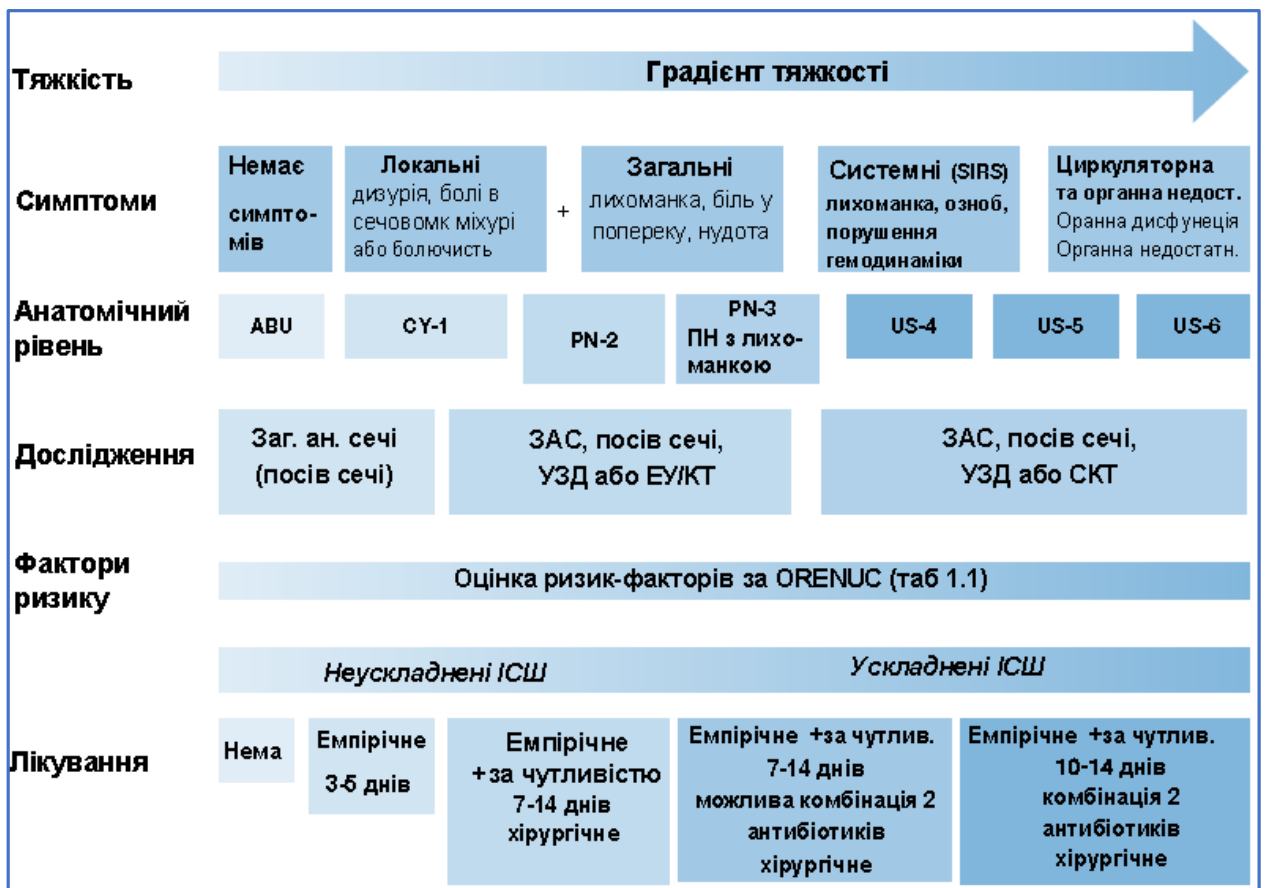 Тяжкість
Градієнт тяжкості
Симптоми
Немає
симпто-
мів
Локальні
дизурія, болі в
сечовомк міхурі
або болючисть
+
Загальні
лихоманка, біль у
попереку, нудота
Системні (SIRS)
лихоманка, озноб,
порушення
гемодинаміки
Циркуляторна
та органна недост.
Оранна дисфунеція
Органна недостатн.
Анатомічний
рівень
ABU
CY-1
PN-2
PN-3
ПН з лихо-
манкою
US-4
US-5
US-6
Дослідження
Заг. ан. сечі
(посів сечі)
ЗАС, посів сечі,
УЗД або ЕУ/КТ
ЗАС, посів сечі,
УЗД або СКТ
Фактори
ризику
Оцінка ризик-факторів за ORENUC (таб 1.1)
Неускладнені ІСШ
Ускладнені ІСШ
Лікування
Нема
Емпірічне
3-5 днів
Емпірічне
+за чутливістю
7-14 днів
хірургічне
Емпірічне +за чутлив.
7-14 днів
можлива комбінація 2
антибіотиків
хірургічне
Емпірічне +за чутлив.
10-14 днів
комбінація 2
антибіотиків
хірургічне